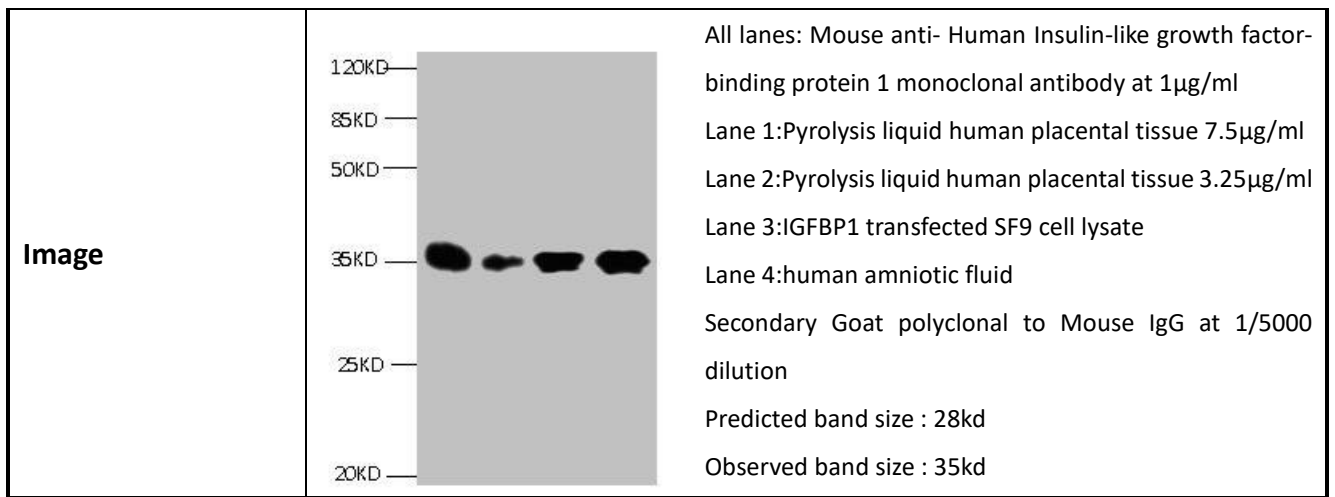 Image
120KD
85KD
50KD
35KD
25KD
20KD
All lanes: Mouse anti- Human Insulin-like growth factor-
binding protein 1 monoclonal antibody at 1μg/ml
Lane 1:Pyrolysis liquid human placental tissue 7.5μg/ml
Lane 2:Pyrolysis liquid human placental tissue 3.25μg/ml
Lane 3:IGFBP1 transfected SF9 cell lysate
Lane 4:human amniotic fluid
Secondary Goat polyclonal to Mouse IgG at 1/5000
dilution
Predicted band size : 28kd
Observed band size : 35kd